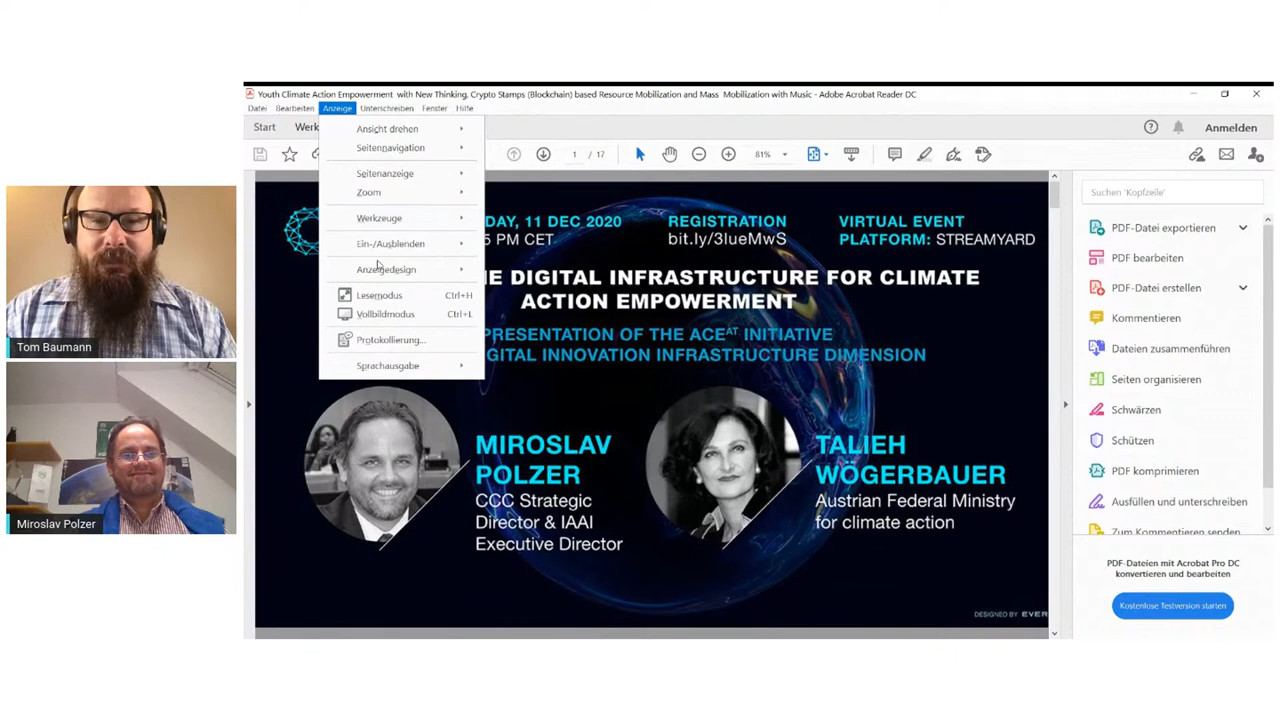 Youth Climate Action Empowerment with New Thinking, Crypto Stamps (Blockchain) based Resource Mobilization and Mass Mobilization with Music - Adobe Acrobat Reader DC
Datei Bearbeiten Anzeige Unterschreiben Fenster Hilfe
Start
Anmelden
1 / 17
81%
Ansicht drehen
Seitennavigation
Seitenanzeige
Zoom
Werkzeuge
Ein-/Ausblenden
Anzeigedesign
Lesemodus Ctrl+H
Vollbildmodus Ctrl+L
Protokollierung...
Sprachausgabe
DAY, 11 DEC 2020
5 PM CET
REGISTRATION
bit.ly/3lueMwS
VIRTUAL EVENT
PLATFORM: STREAMYARD
THE DIGITAL INFRASTRUCTURE FOR CLIMATE
ACTION EMPOWERMENT
PRESENTATION OF THE ACEᴬᵀ INITIATIVE
DIGITAL INNOVATION INFRASTRUCTURE DIMENSION
MIROSLAV
POLZER
CCC Strategic
Director & IAAI
Executive Director
TALIEH
WÖGERBAUER
Austrian Federal Ministry
for climate action
DESIGNED BY EVER
Suchen 'Kopfzeile'
PDF-Datei exportieren
PDF bearbeiten
PDF-Datei erstellen
Kommentieren
Dateien zusammenführen
Seiten organisieren
Schwärzen
Schützen
PDF komprimieren
Ausfüllen und unterschreiben
Zum Kommentieren senden
PDF-Dateien mit Acrobat Pro DC
konvertieren und bearbeiten
Kostenlose Testversion starten
Tom Baumann
Miroslav Polzer